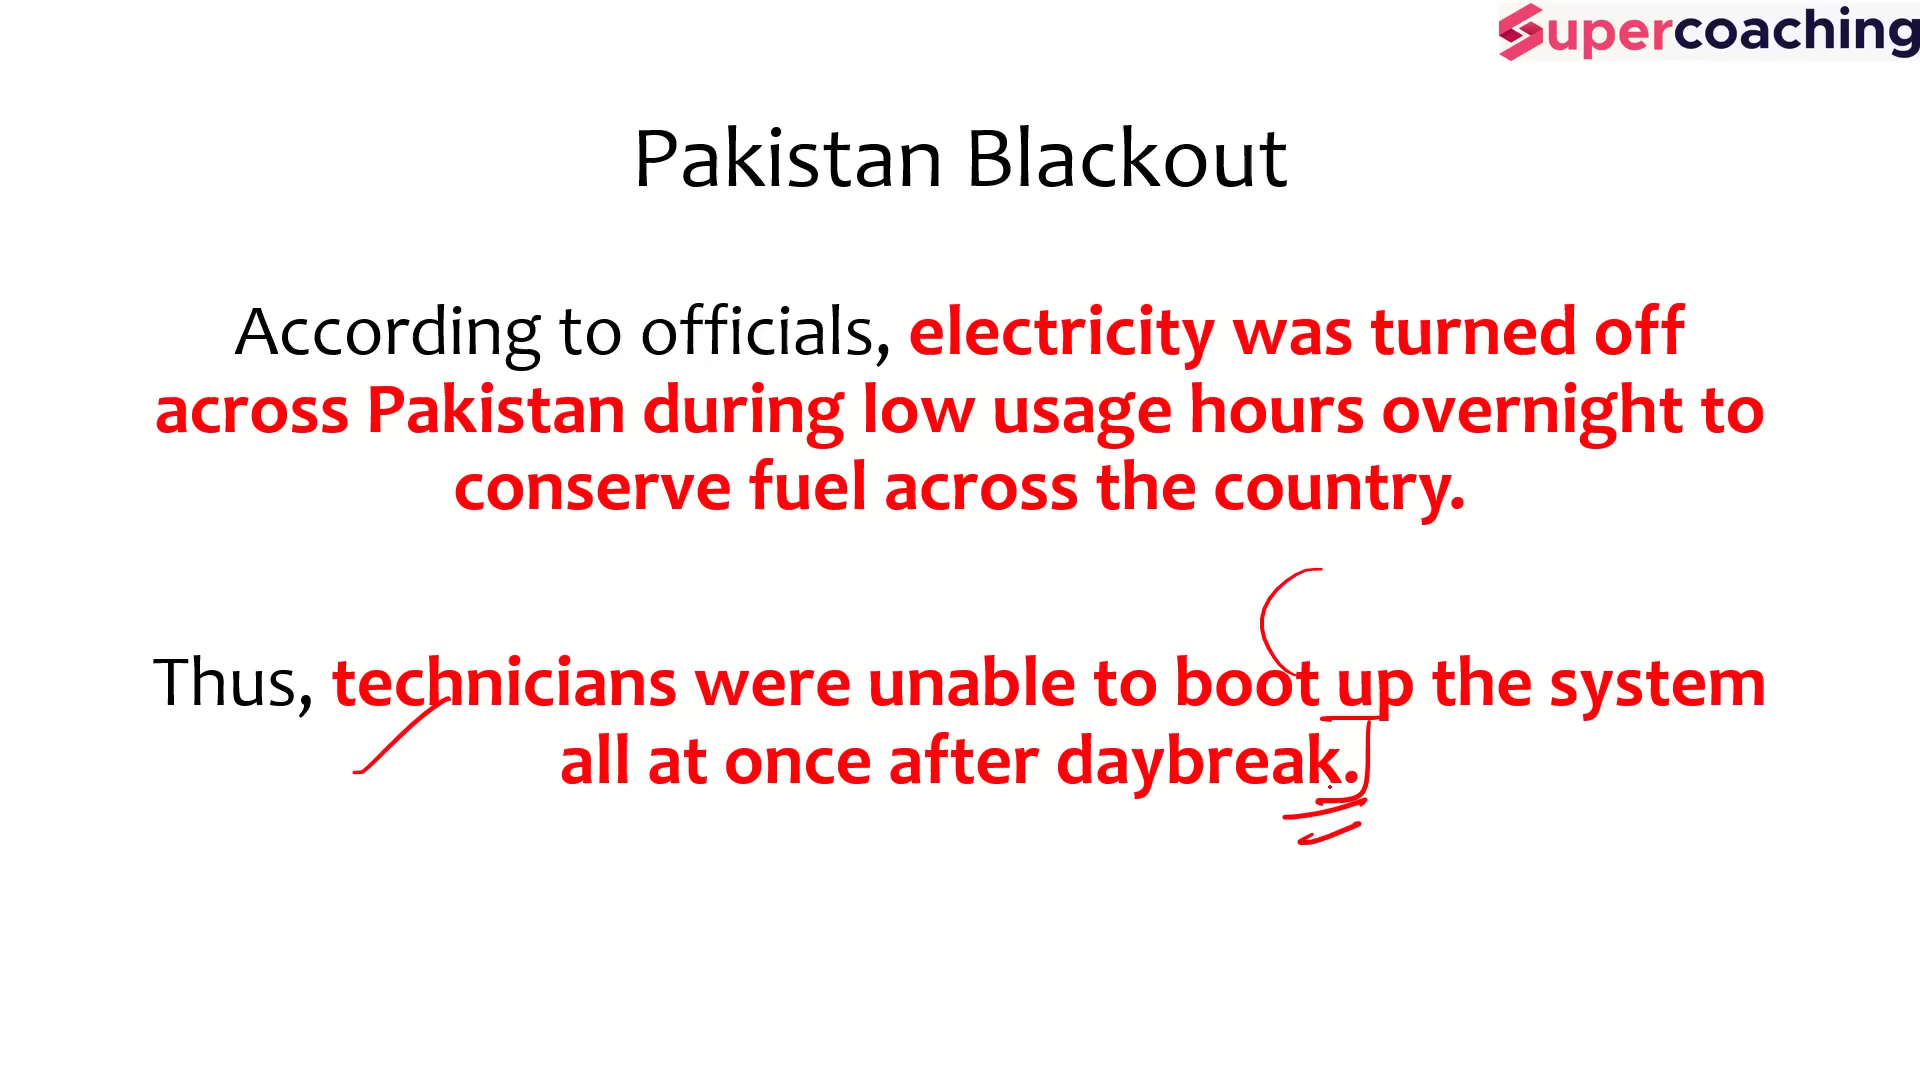 Supercoaching
Pakistan Blackout
According to officials, electricity was turned off
across Pakistan during low usage hours overnight to
conserve fuel across the country.
Thus, technicians were unable to boot up the system
all at once after daybreak.